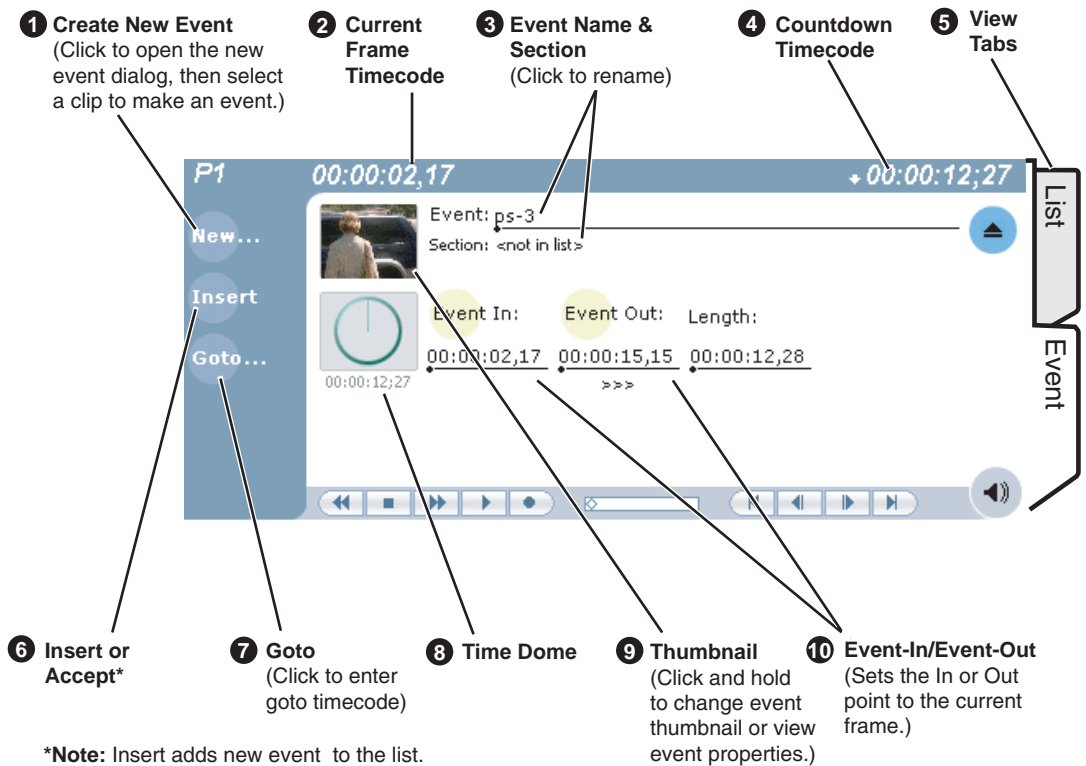 1 Create New Event
(Click to open the new
event dialog, then select
a clip to make an event.)
2 Current
Frame
Timecode
3 Event Name &
Section
(Click to rename)
4 Countdown
Timecode
5 View
Tabs
P1
00:00:02,17
00:00:12;27
List
Event
New...
Insert
Goto...
Event: ps-3
Section: <not in list>
Event In:
Event Out:
Length:
00:00:02,17
00:00:15,15
00:00:12,28
>>>
00:00:12;27
6 Insert or
Accept*
7 Goto
(Click to enter
goto timecode)
8 Time Dome
9 Thumbnail
(Click and hold
to change event
thumbnail or view
event properties.)
10 Event-In/Event-Out
(Sets the In or Out
point to the current
frame.)
*Note: Insert adds new event to the list.